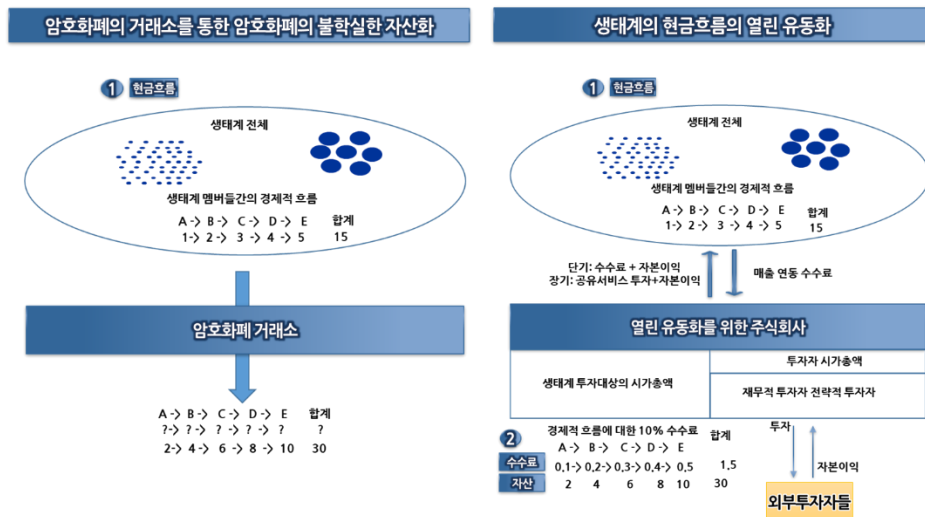 암호화폐의 거래소를 통한 암호화폐의 불학실한 자산화
1 현금흐름
생태계 전체
생태계 멤버들간의 경제적 흐름
A -> B -> C -> D -> E 합계
1-> 2 -> 3 -> 4 -> 5 15
암호화폐 거래소
A -> B -> C -> D -> E 합계
?-> ? -> ? -> ? -> ? ?
2-> 4 -> 6 -> 8 -> 10 30
생태계의 현금흐름의 열린 유동화
1 현금흐름
생태계 전체
생태계 멤버들간의 경제적 흐름
A -> B -> C -> D -> E 합계
1-> 2 -> 3 -> 4 -> 5 15
단기: 수수료 + 자본이익
장기: 공유서비스 투자+자본이익
매출 연동 수수료
열린 유동화를 위한 주식회사
생태계 투자대상의 시가총액
투자자 시가총액
재무적 투자자 전략적 투자자
2 경제적 흐름에 대한 10% 수수료 합계
A -> B-> C -> D -> E
수수료 0.1-> 0.2-> 0.3-> 0.4-> 0.5 1.5
자산 2 4 6 8 10 30
투자
자본이익
외부투자자들